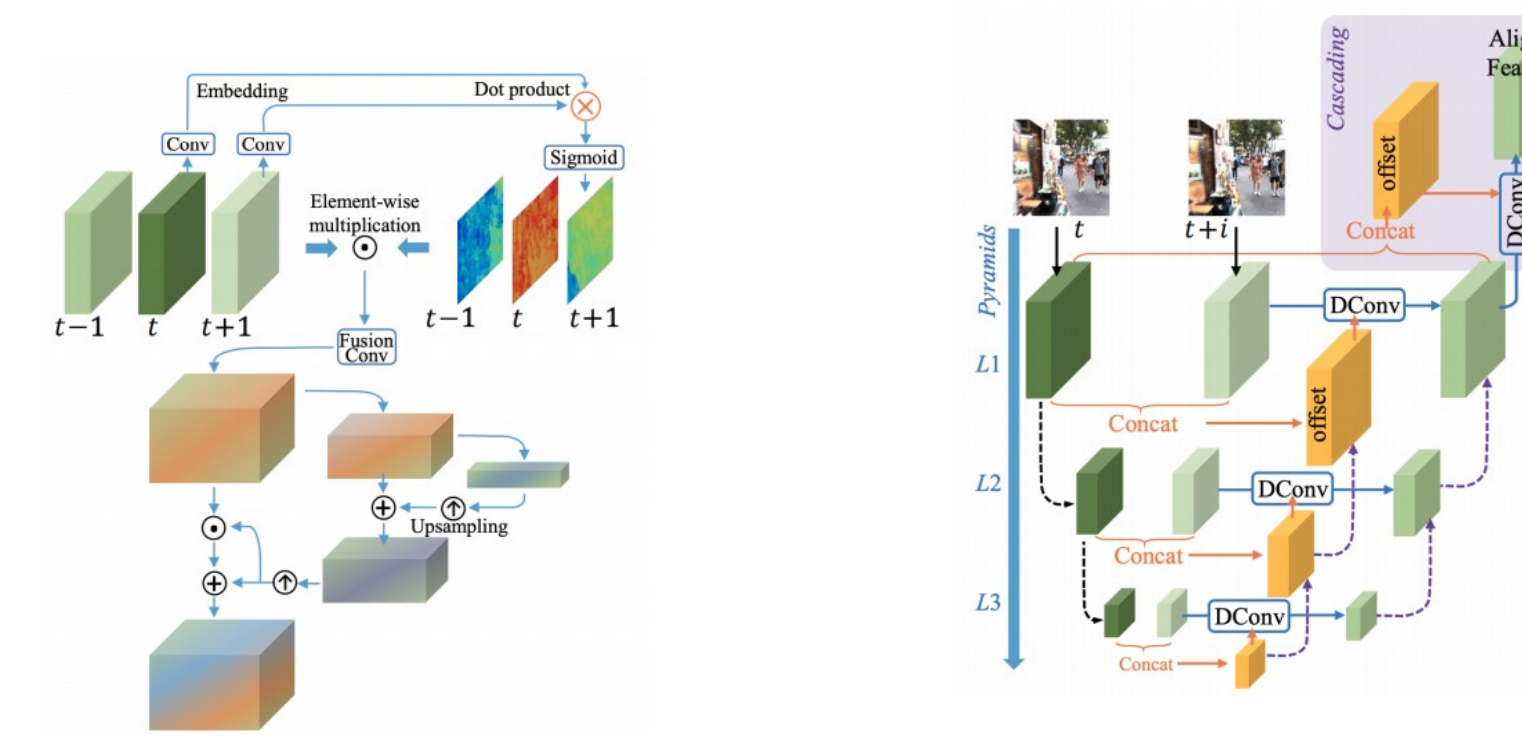 Embedding
Dot product
Conv
Conv
Sigmoid
Element-wise
multiplication
t−1
t
t+1
t−1
t
t+1
Fusion
Conv
Upsampling
Cascading
offset
DConv
Concat
t
t+i
Pyramids
DConv
L1
offset
Concat
L2
DConv
Concat
L3
DConv
Concat